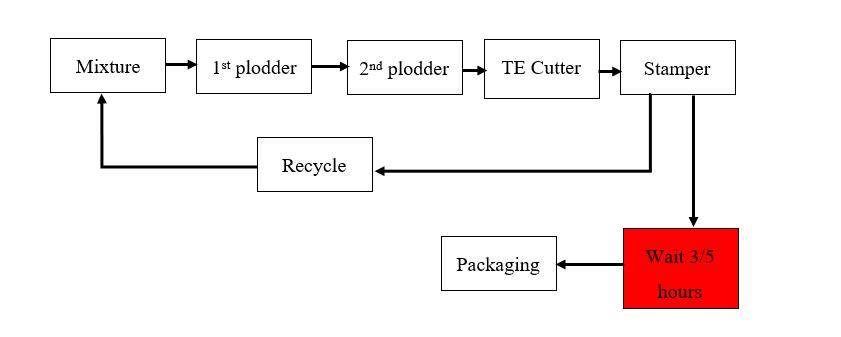 Mixture
1st plodder
2nd plodder
TE Cutter
Stamper
Recycle
Packaging
Wait 3/5
hours